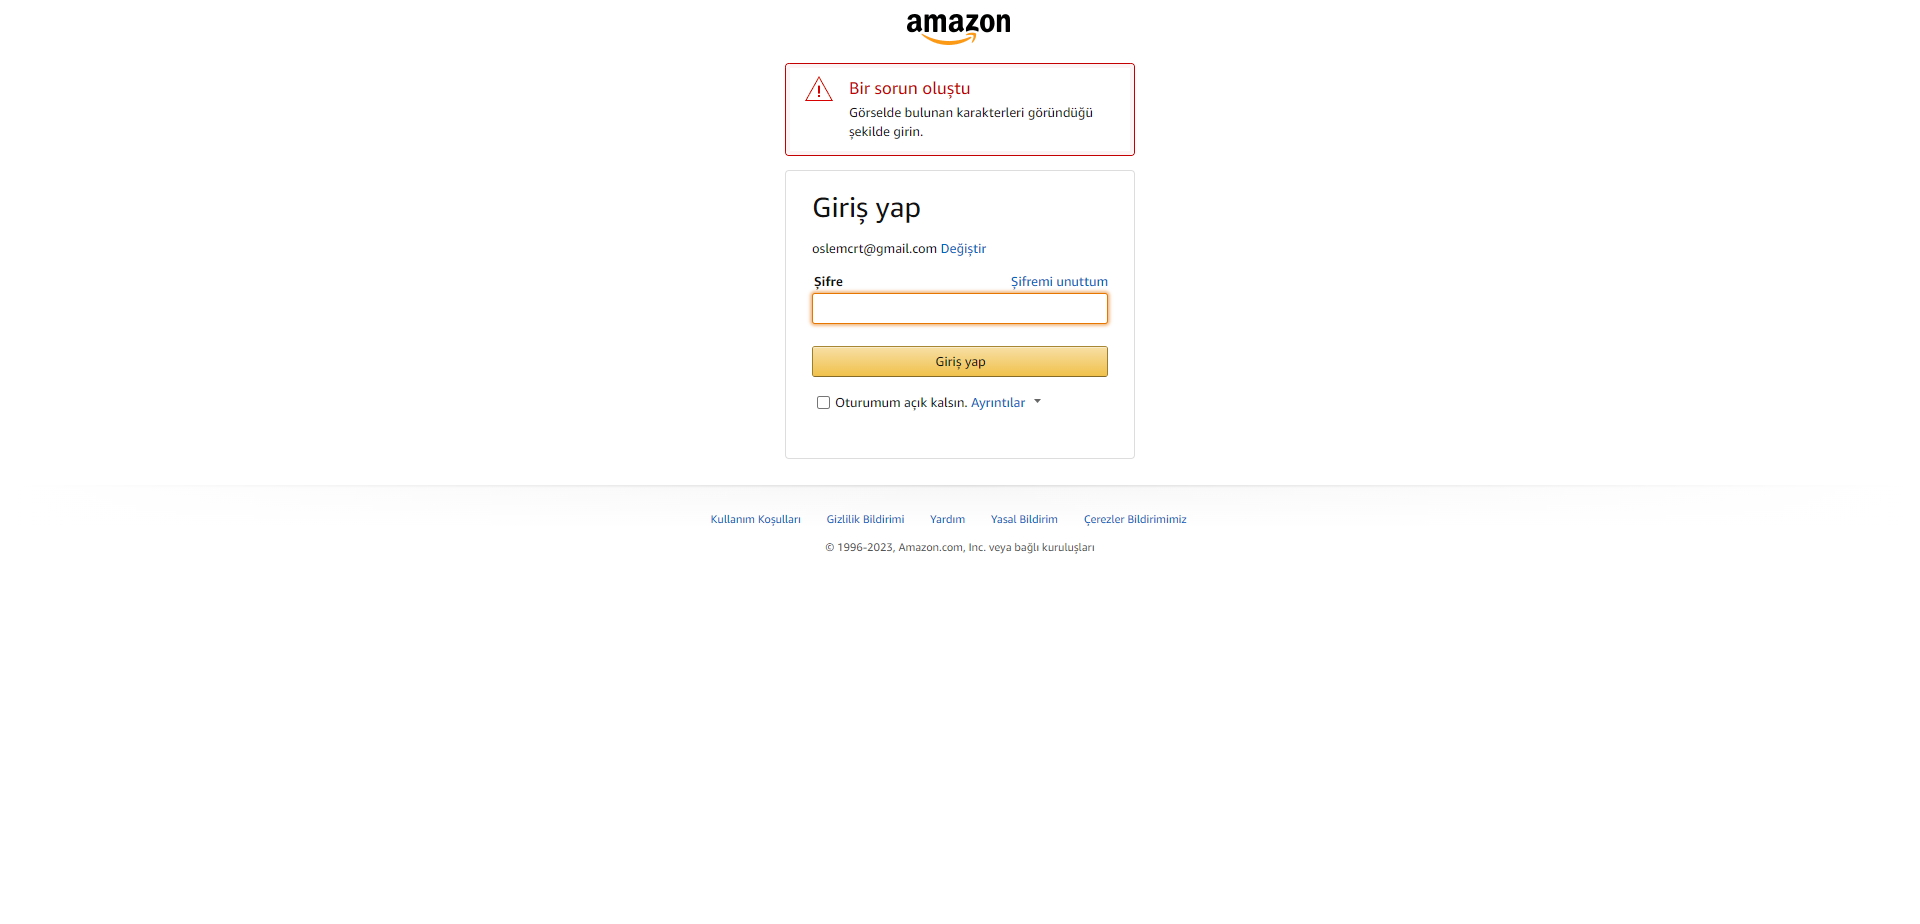 amazon
Bir sorun oluştu
Görselde bulunan karakterleri göründüğü
şekilde girin.
Giriş yap
oslemcrt@gmail.com Değiştir
Şifre Şifremi unuttum
Giriş yap
Oturumum açık kalsın. Ayrıntılar
Kullanım Koşulları Gizlilik Bildirimi Yardım Yasal Bildirim Çerezler Bildirimimiz
© 1996-2023, Amazon.com, Inc. veya bağlı kuruluşları